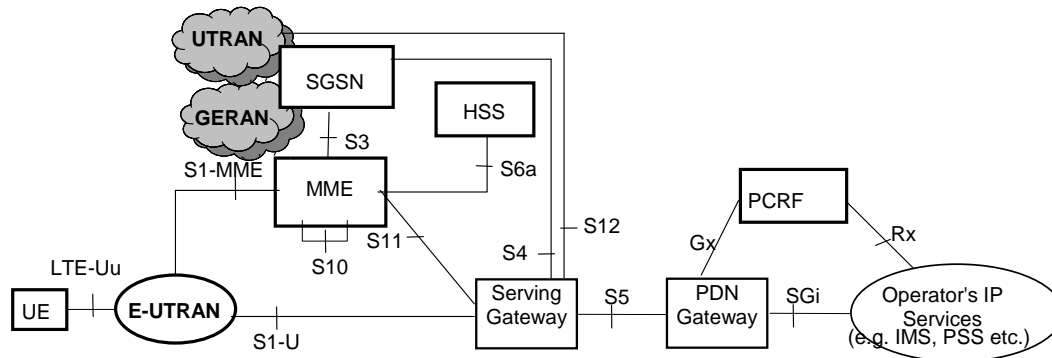 UTRAN
SGSN
HSS
GERAN
S3
S1-MME
S6a
MME
PCRF
S12
S11
S4
Gx
Rx
S10
LTE-Uu
UE
E-UTRAN
S1-U
Serving
Gateway
S5
PDN
Gateway
SGi
Operator's IP
Services
(e.g. IMS, PSS etc.)